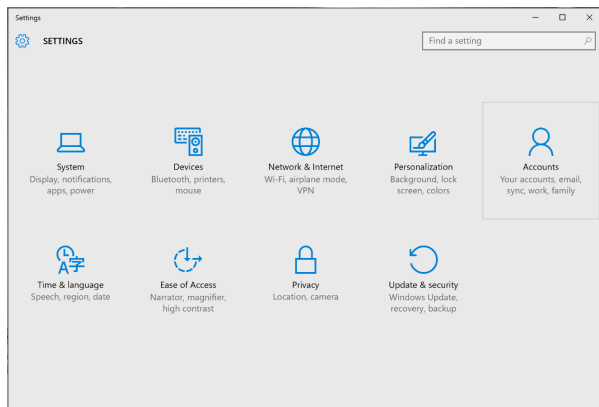 Settings
SETTINGS
Find a setting
System
Display, notifications,
apps, power
Devices
Bluetooth, printers,
mouse
Network & Internet
Wi-Fi, airplane mode,
VPN
Personalization
Background, lock
screen, colors
Accounts
Your accounts, email,
sync, work, family
A字
Time & language
Speech, region, date
Ease of Access
Narrator, magnifier,
high contrast
Privacy
Location, camera
Update & security
Windows Update,
recovery, backup